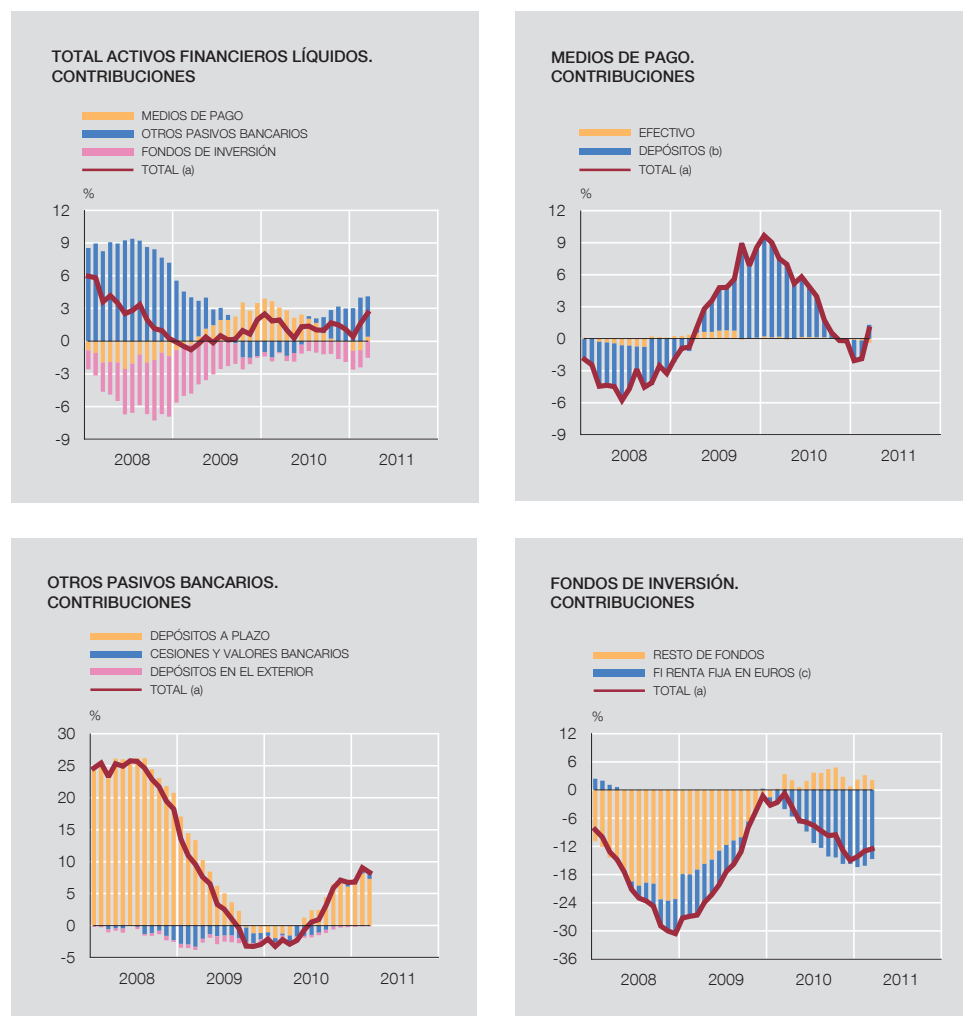 TOTAL ACTIVOS FINANCIEROS LÍQUIDOS.
CONTRIBUCIONES
MEDIOS DE PAGO
OTROS PASIVOS BANCARIOS
FONDOS DE INVERSIÓN
TOTAL (a)
%
12
9
6
3
0
-3
-6
-9
2008 2009 2010 2011
MEDIOS DE PAGO.
CONTRIBUCIONES
EFECTIVO
DEPÓSITOS (b)
TOTAL (a)
%
12
9
6
3
0
-3
-6
-9
2008 2009 2010 2011
OTROS PASIVOS BANCARIOS.
CONTRIBUCIONES
DEPÓSITOS A PLAZO
CESIONES Y VALORES BANCARIOS
DEPÓSITOS EN EL EXTERIOR
TOTAL (a)
%
30
25
20
15
10
5
0
-5
2008 2009 2010 2011
FONDOS DE INVERSIÓN.
CONTRIBUCIONES
RESTO DE FONDOS
FI RENTA FIJA EN EUROS (c)
TOTAL (a)
%
12
6
0
-6
-12
-18
-24
-30
-36
2008 2009 2010 2011